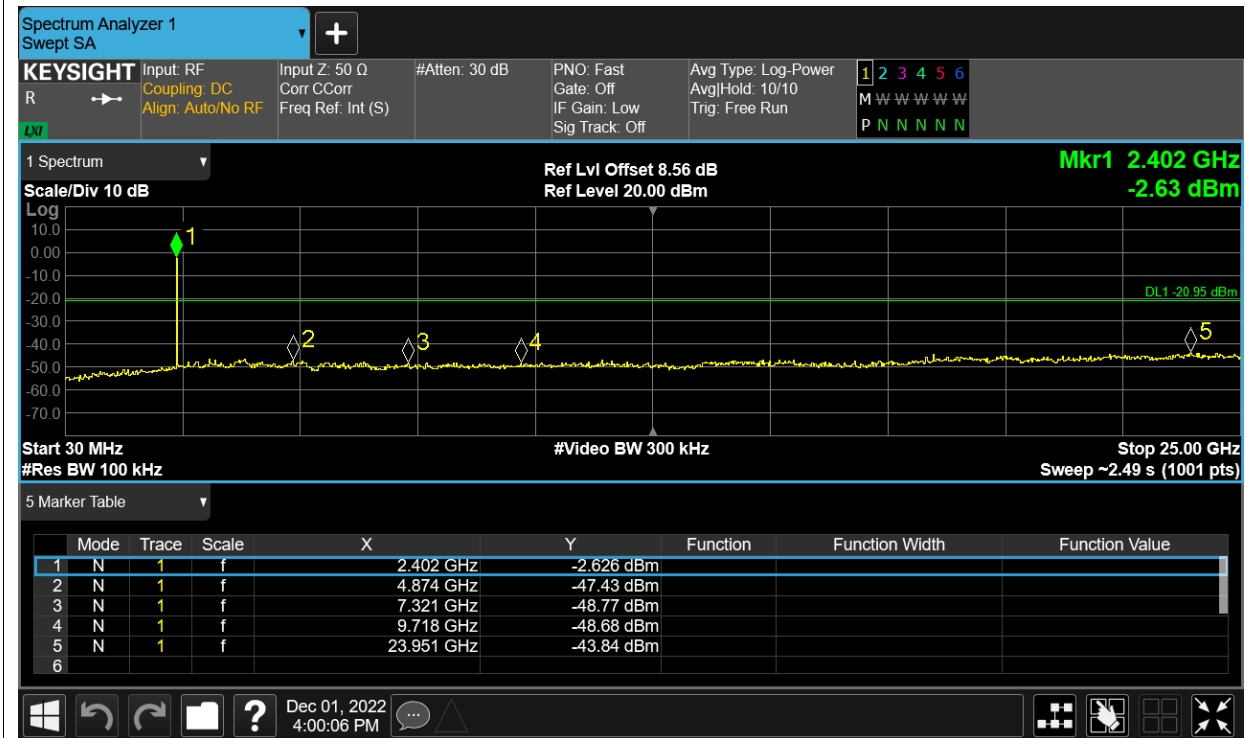 Spectrum Analyzer 1
Swept SA
+
KEYSIGHT Input: RF Input Z: 50 Ω #Atten: 30 dB PNO: Fast Avg Type: Log-Power 1 2 3 4 5 6
R Coupling: DC Corr CCorr Gate: Off Avg|Hold: 10/10 M W W W W W
Align: Auto/No RF Freq Ref: Int (S) IF Gain: Low Trig: Free Run
LXI Sig Track: Off P N N N N N
1 Spectrum Ref Lvl Offset 8.56 dB Mkr1 2.402 GHz
Scale/Div 10 dB Ref Level 20.00 dBm -2.63 dBm
Log
10.0
1
0.00
-10.0
-20.0 DL1 -20.95 dBm
-30.0
-40.0 2 3 4 5
-50.0
-60.0
-70.0
Start 30 MHz #Video BW 300 kHz Stop 25.00 GHz
#Res BW 100 kHz Sweep ~2.49 s (1001 pts)
5 Marker Table
Mode Trace Scale X Y Function Function Width Function Value
1 N 1 f 2.402 GHz -2.626 dBm
2 N 1 f 4.874 GHz -47.43 dBm
3 N 1 f 7.321 GHz -48.77 dBm
4 N 1 f 9.718 GHz -48.68 dBm
5 N 1 f 23.951 GHz -43.84 dBm
6
? Dec 01, 2022
4:00:06 PM